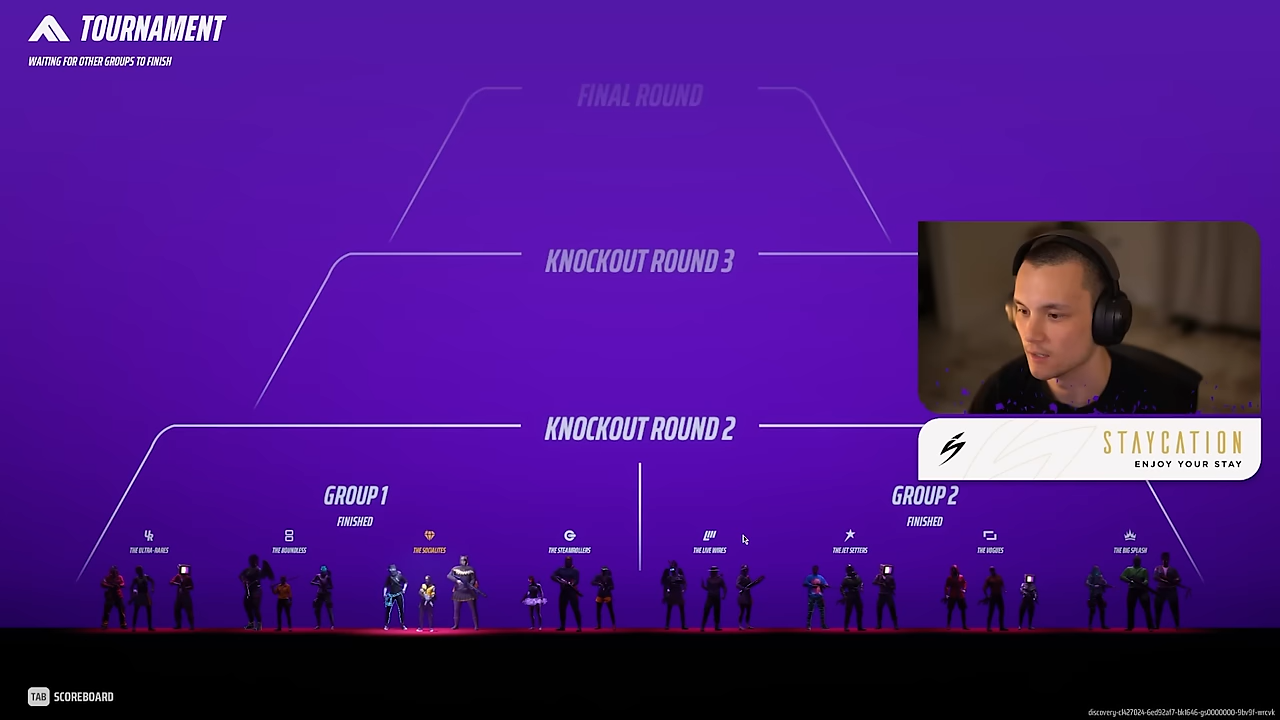 TOURNAMENT
WAITING FOR OTHER GROUPS TO FINISH
FINAL ROUND
KNOCKOUT ROUND 3
KNOCKOUT ROUND 2
STAYCATION
ENJOY YOUR STAY
GROUP 1
FINISHED
GROUP 2
FINISHED
THE ULTRA-RARES
THE BOUNDLESS
THE SOCIALITES
THE STEAMROLLERS
THE LIVE WIRES
THE JET SETTERS
THE VOGUES
THE BIG SPLASH
TAB SCOREBOARD